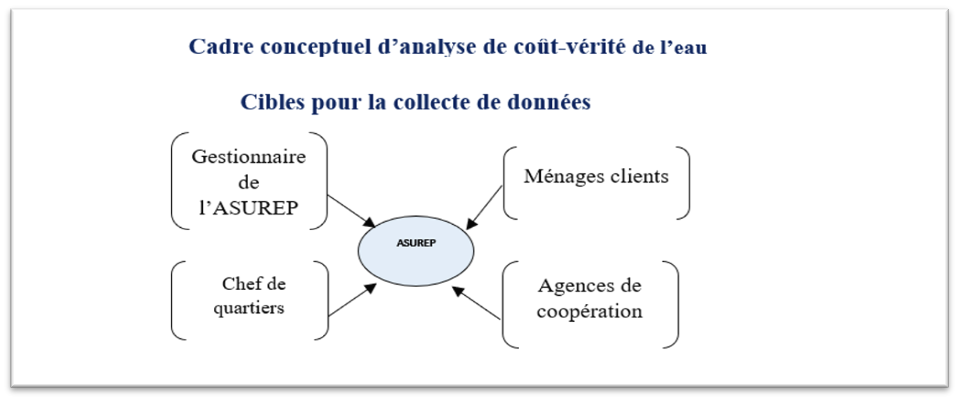 Cadre conceptuel d’analyse de coût-vérité de l’eau
Cibles pour la collecte de données
Gestionnaire
de
l’ASUREP
Ménages clients
ASUREP
Chef de
quartiers
Agences de
coopération